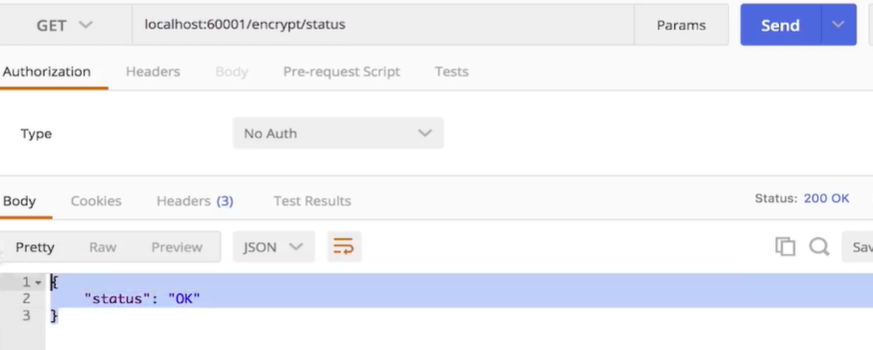 GET localhost:60001/encrypt/status Params Send
Authorization Headers Body Pre-request Script Tests
Type No Auth
Body Cookies Headers (3) Test Results Status: 200 OK
Pretty Raw Preview JSON
1 {
2 "status": "OK"
3 }